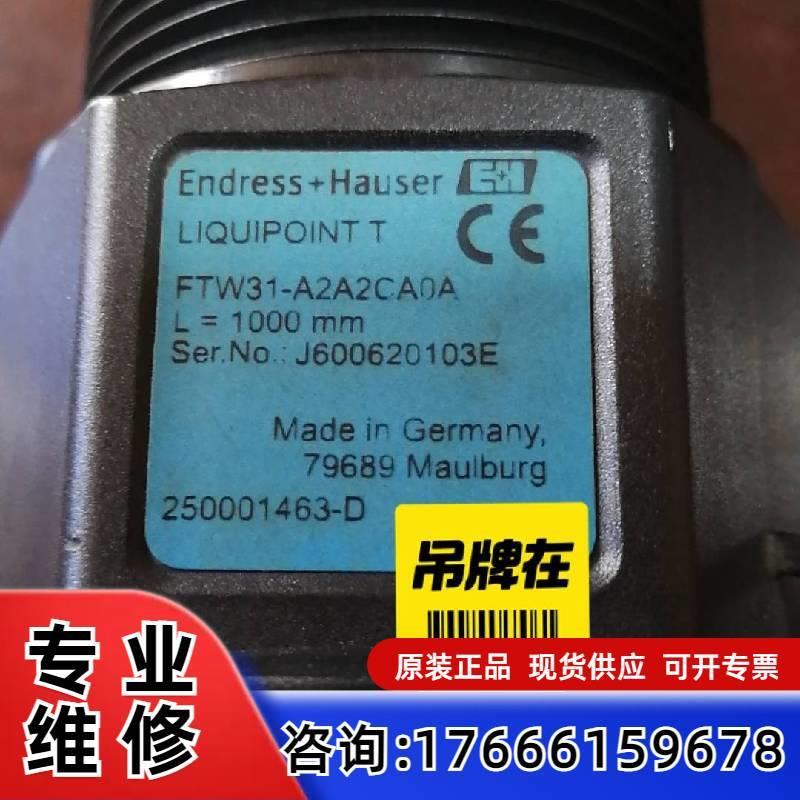 Endress+Hauser E+H
LIQUIPOINT T
CE
FTW31-A2A2CA0A
L = 1000 mm
Ser.No.: J600620103E
Made in Germany,
79689 Maulburg
250001463-D
吊牌在
专业
维修
原装正品 现货供应 可开专票
咨询:17666159678